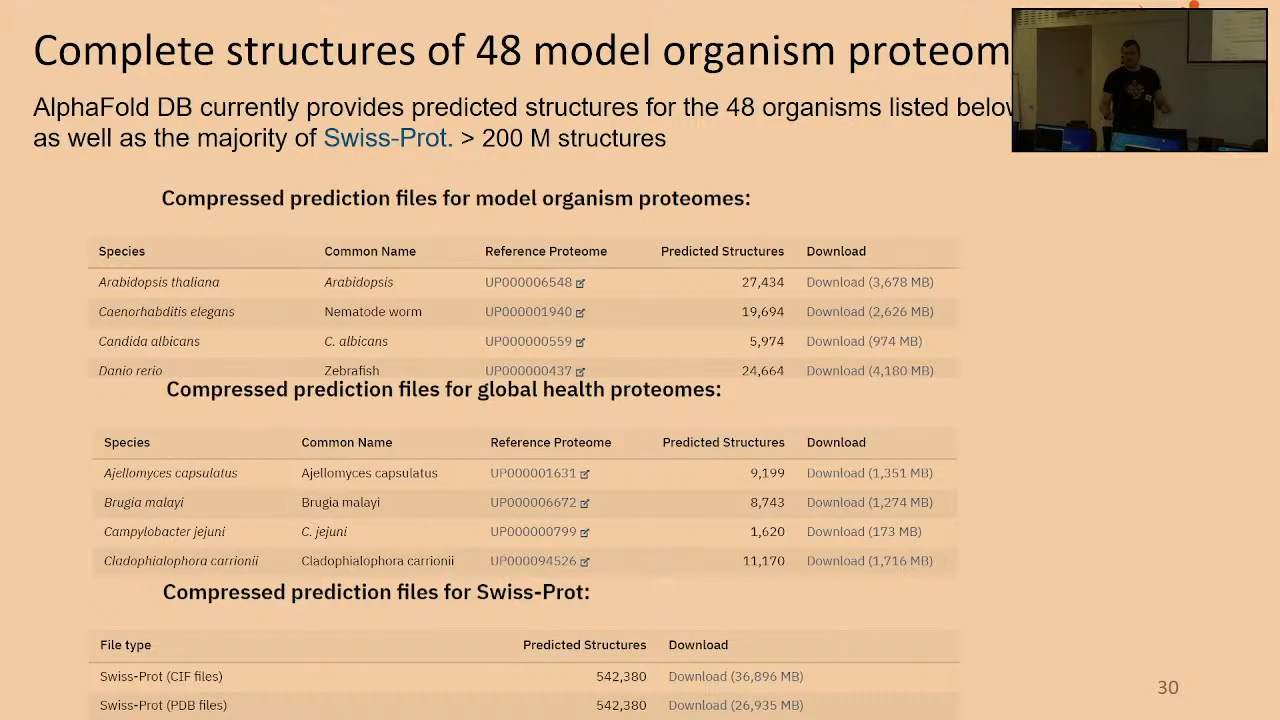 Complete structures of 48 model organism proteom
AlphaFold DB currently provides predicted structures for the 48 organisms listed below
as well as the majority of Swiss-Prot. > 200 M structures
Compressed prediction files for model organism proteomes:
Species Common Name Reference Proteome Predicted Structures Download
Arabidopsis thaliana Arabidopsis UP000006548 27,434 Download (3,678 MB)
Caenorhabditis elegans Nematode worm UP000001940 19,694 Download (2,626 MB)
Candida albicans C. albicans UP000000559 5,974 Download (974 MB)
Danio rerio Zebrafish UP000000437 24,664 Download (4,180 MB)
Compressed prediction files for global health proteomes:
Species Common Name Reference Proteome Predicted Structures Download
Ajellomyces capsulatus Ajellomyces capsulatus UP000001631 9,199 Download (1,351 MB)
Brugia malayi Brugia malayi UP000006672 8,743 Download (1,274 MB)
Campylobacter jejuni C. jejuni UP000000799 1,620 Download (173 MB)
Cladophialophora carrionii Cladophialophora carrionii UP000094526 11,170 Download (1,716 MB)
Compressed prediction files for Swiss-Prot:
File type Predicted Structures Download
Swiss-Prot (CIF files) 542,380 Download (36,896 MB)
Swiss-Prot (PDB files) 542,380 Download (26,935 MB)
30